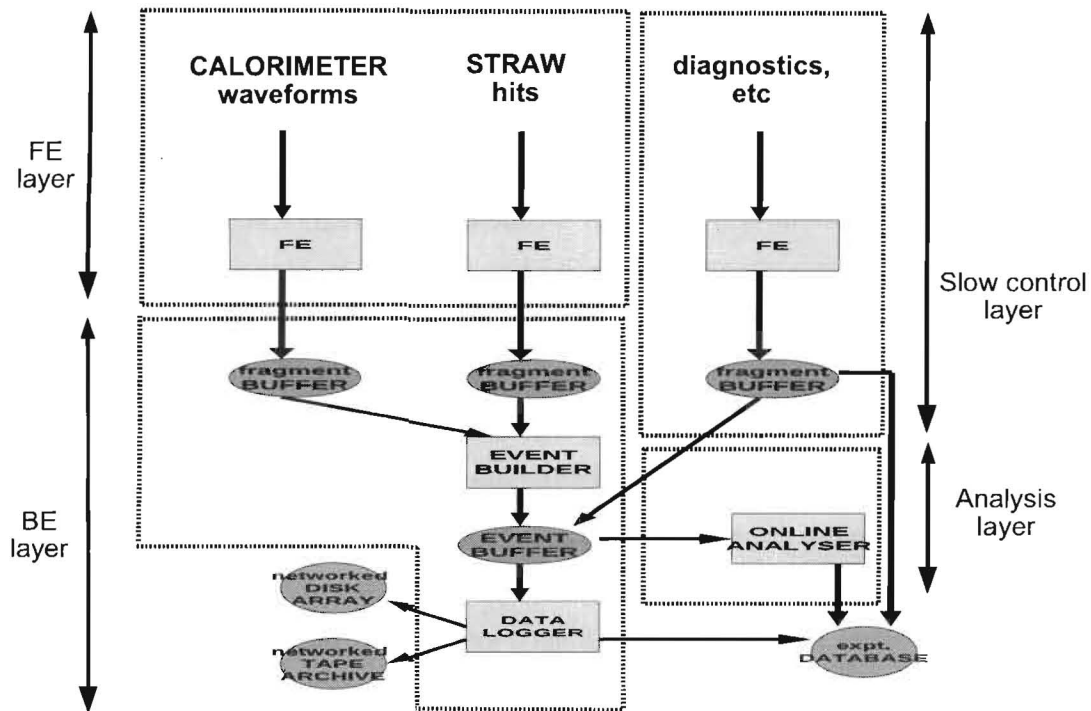 CALORIMETER
waveforms
STRAW
hits
diagnostics,
etc
FE
layer
FE
FE
FE
Slow control
layer
fragment
BUFFER
fragment
BUFFER
fragment
BUFFER
EVENT
BUILDER
BE
layer
EVENT
BUFFER
ONLINE
ANALYSER
Analysis
layer
networked
DISK
ARRAY
DATA
LOGGER
networked
TAPE
ARCHIVE
expt.
DATABASE